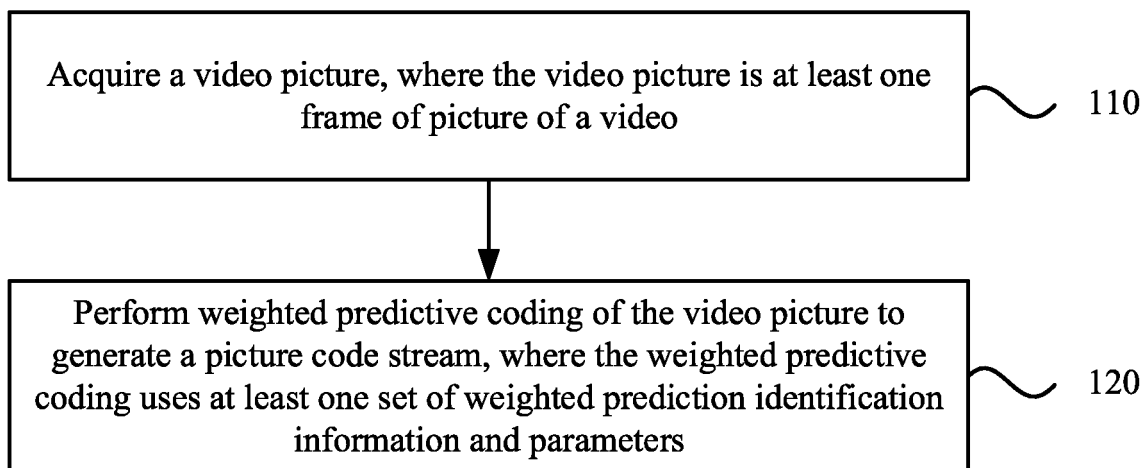 Acquire a video picture, where the video picture is at least one
frame of picture of a video
110
Perform weighted predictive coding of the video picture to
generate a picture code stream, where the weighted predictive
coding uses at least one set of weighted prediction identification
information and parameters
120